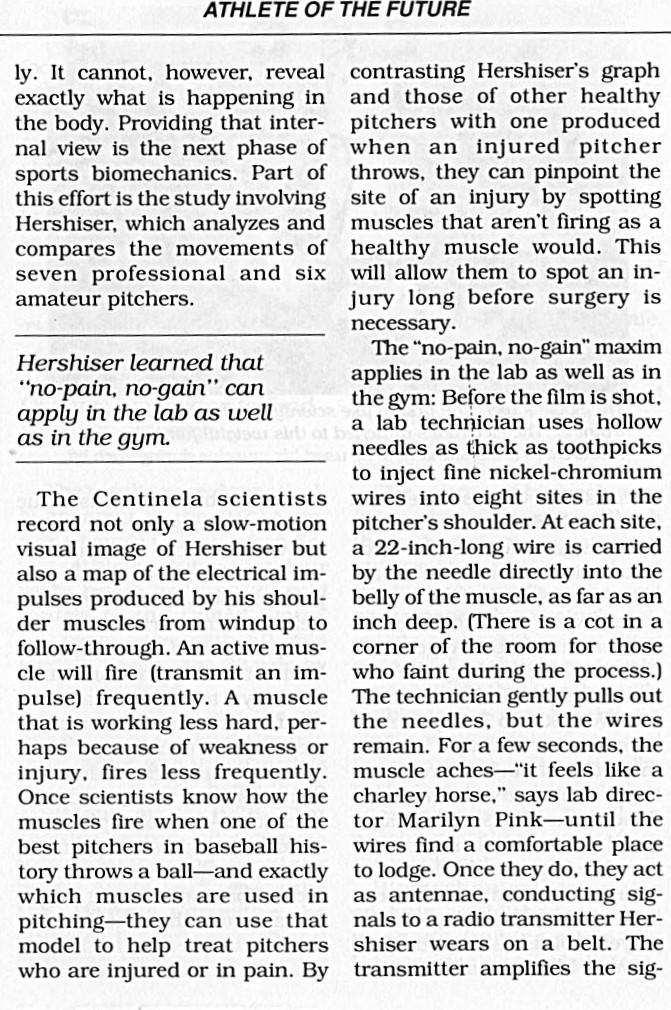 ATHLETE OF THE FUTURE
ly. It cannot, however, reveal
exactly what is happening in
the body. Providing that inter-
nal view is the next phase of
sports biomechanics. Part of
this effort is the study involving
Hershiser, which analyzes and
compares the movements of
seven professional and six
amateur pitchers.
Hershiser learned that
"no-pain, no-gain" can
apply in the lab as well
as in the gym.
The Centinela scientists
record not only a slow-motion
visual image of Hershiser but
also a map of the electrical im-
pulses produced by his shoul-
der muscles from windup to
follow-through. An active mus-
cle will fire (transmit an im-
pulse) frequently. A muscle
that is working less hard, per-
haps because of weakness or
injury, fires less frequently.
Once scientists know how the
muscles fire when one of the
best pitchers in baseball his-
tory throws a ball—and exactly
which muscles are used in
pitching—they can use that
model to help treat pitchers
who are injured or in pain. By
contrasting Hershiser's graph
and those of other healthy
pitchers with one produced
when an injured pitcher
throws, they can pinpoint the
site of an injury by spotting
muscles that aren't firing as a
healthy muscle would. This
will allow them to spot an in-
jury long before surgery is
necessary.
The "no-pain, no-gain" maxim
applies in the lab as well as in
the gym: Before the film is shot,
a lab technician uses hollow
needles as thick as toothpicks
to inject fine nickel-chromium
wires into eight sites in the
pitcher's shoulder. At each site,
a 22-inch-long wire is carried
by the needle directly into the
belly of the muscle, as far as an
inch deep. (There is a cot in a
corner of the room for those
who faint during the process.)
The technician gently pulls out
the needles, but the wires
remain. For a few seconds, the
muscle aches—"it feels like a
charley horse," says lab direc-
tor Marilyn Pink—until the
wires find a comfortable place
to lodge. Once they do, they act
as antennae, conducting sig-
nals to a radio transmitter Her-
shiser wears on a belt. The
transmitter amplifies the sig-